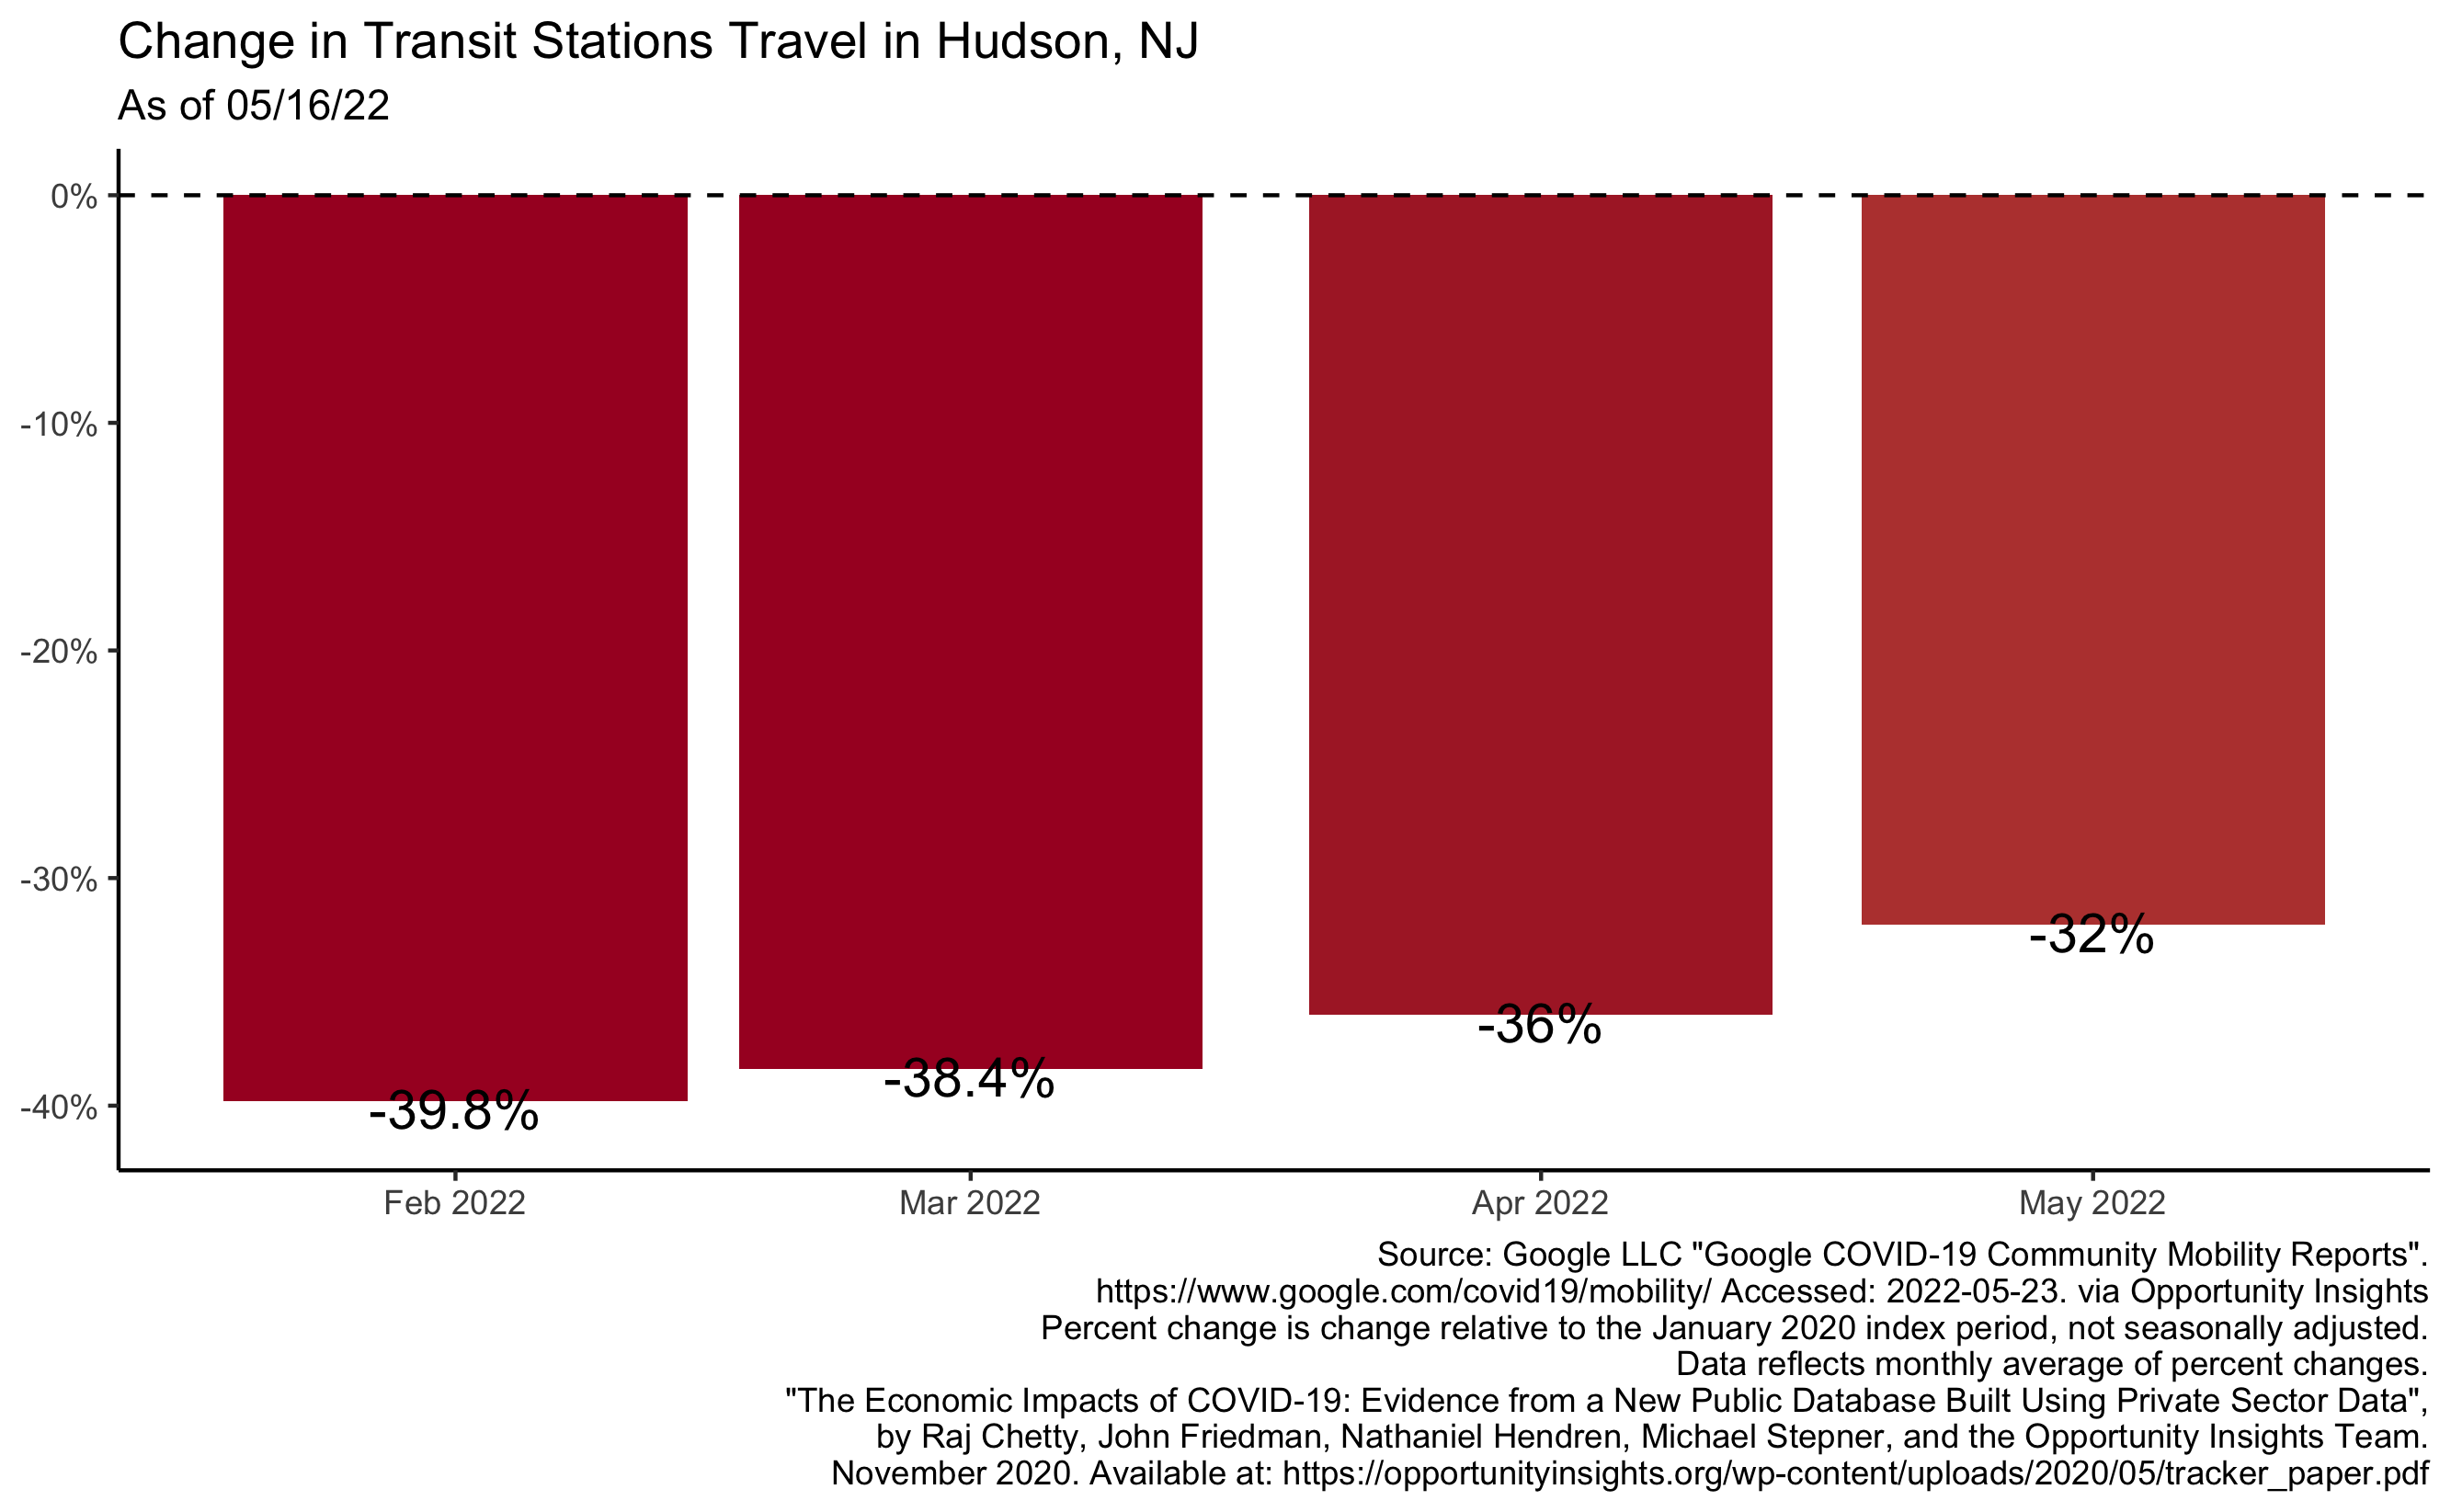 Change in Transit Stations Travel in Hudson, NJ
As of 05/16/22
0%
-10%
-20%
-30%
-40%
-39.8%
-38.4%
-36%
-32%
Feb 2022
Mar 2022
Apr 2022
May 2022
Source: Google LLC "Google COVID-19 Community Mobility Reports".
https://www.google.com/covid19/mobility/ Accessed: 2022-05-23. via Opportunity Insights
Percent change is change relative to the January 2020 index period, not seasonally adjusted.
Data reflects monthly average of percent changes.
"The Economic Impacts of COVID-19: Evidence from a New Public Database Built Using Private Sector Data",
by Raj Chetty, John Friedman, Nathaniel Hendren, Michael Stepner, and the Opportunity Insights Team.
November 2020. Available at: https://opportunityinsights.org/wp-content/uploads/2020/05/tracker_paper.pdf